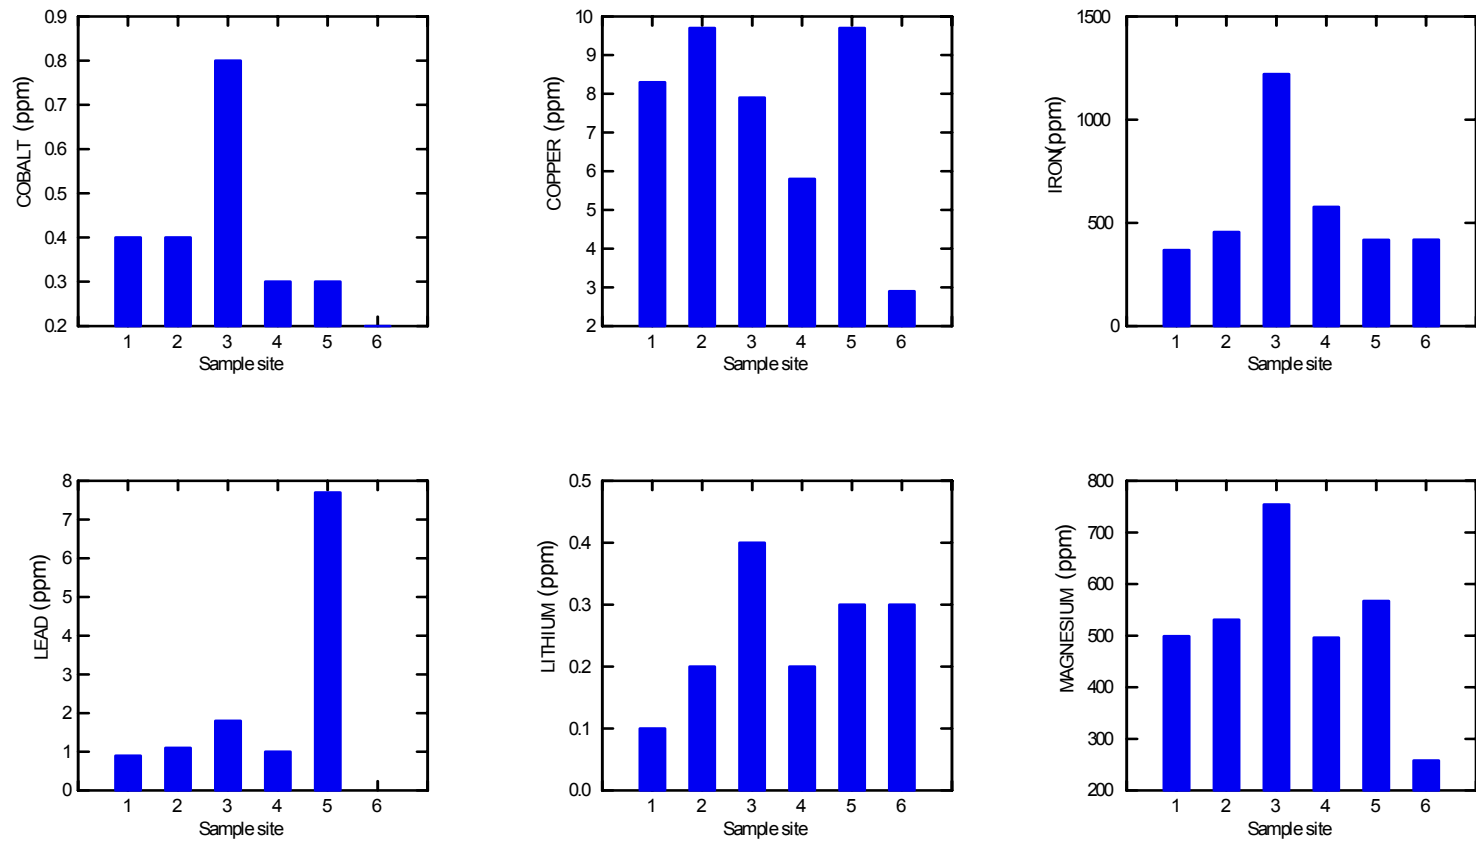 COBALT (ppm)
0.9
0.8
0.7
0.6
0.5
0.4
0.3
0.2
1 2 3 4 5 6
Sample site
COPPER (ppm)
10
9
8
7
6
5
4
3
2
1 2 3 4 5 6
Sample site
IRON(ppm)
1500
1000
500
0
1 2 3 4 5 6
Sample site
LEAD (ppm)
8
7
6
5
4
3
2
1
0
1 2 3 4 5 6
Sample site
LITHIUM (ppm)
0.5
0.4
0.3
0.2
0.1
0.0
1 2 3 4 5 6
Sample site
MAGNESIUM (ppm)
800
700
600
500
400
300
200
1 2 3 4 5 6
Sample site